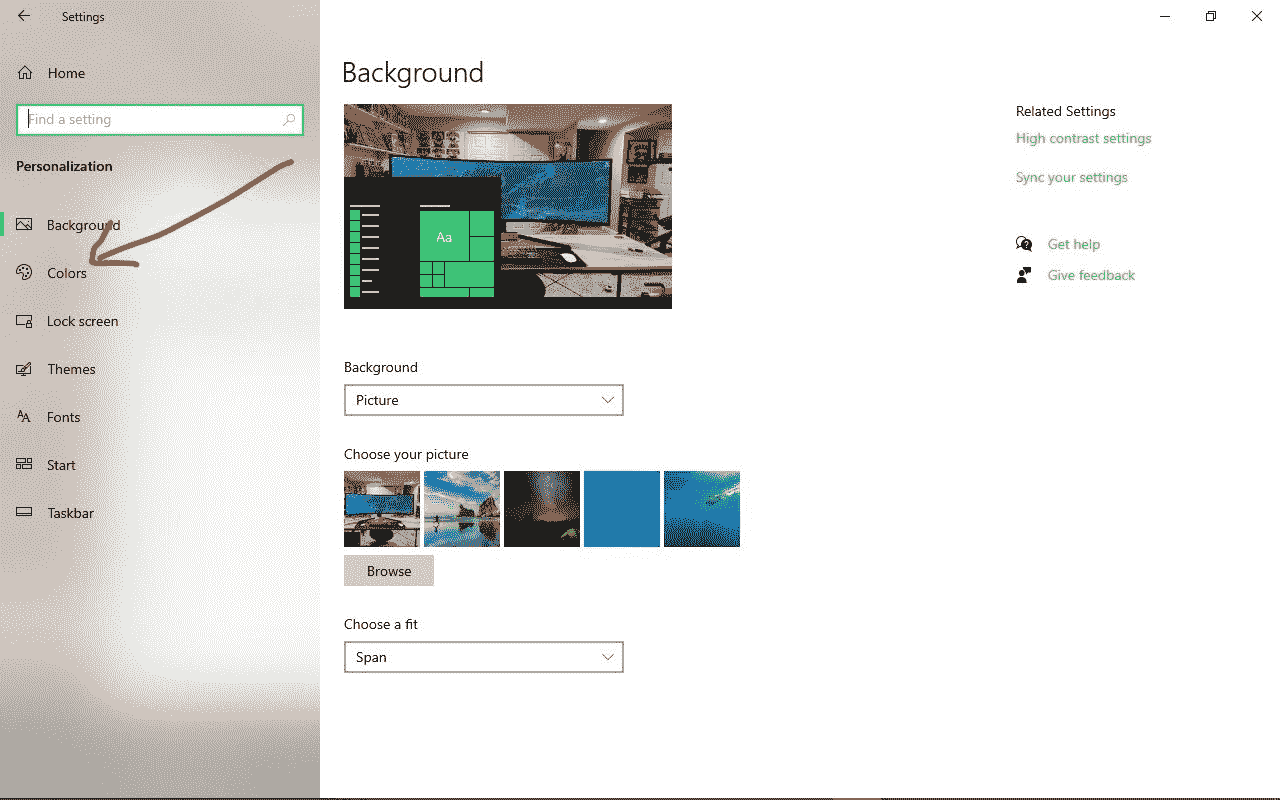 Settings
Home
Find a setting
Personalization
Background
Colors
Lock screen
Themes
Fonts
Start
Taskbar
Background
Aa
Background
Picture
Choose your picture
Browse
Choose a fit
Span
Related Settings
High contrast settings
Sync your settings
Get help
Give feedback